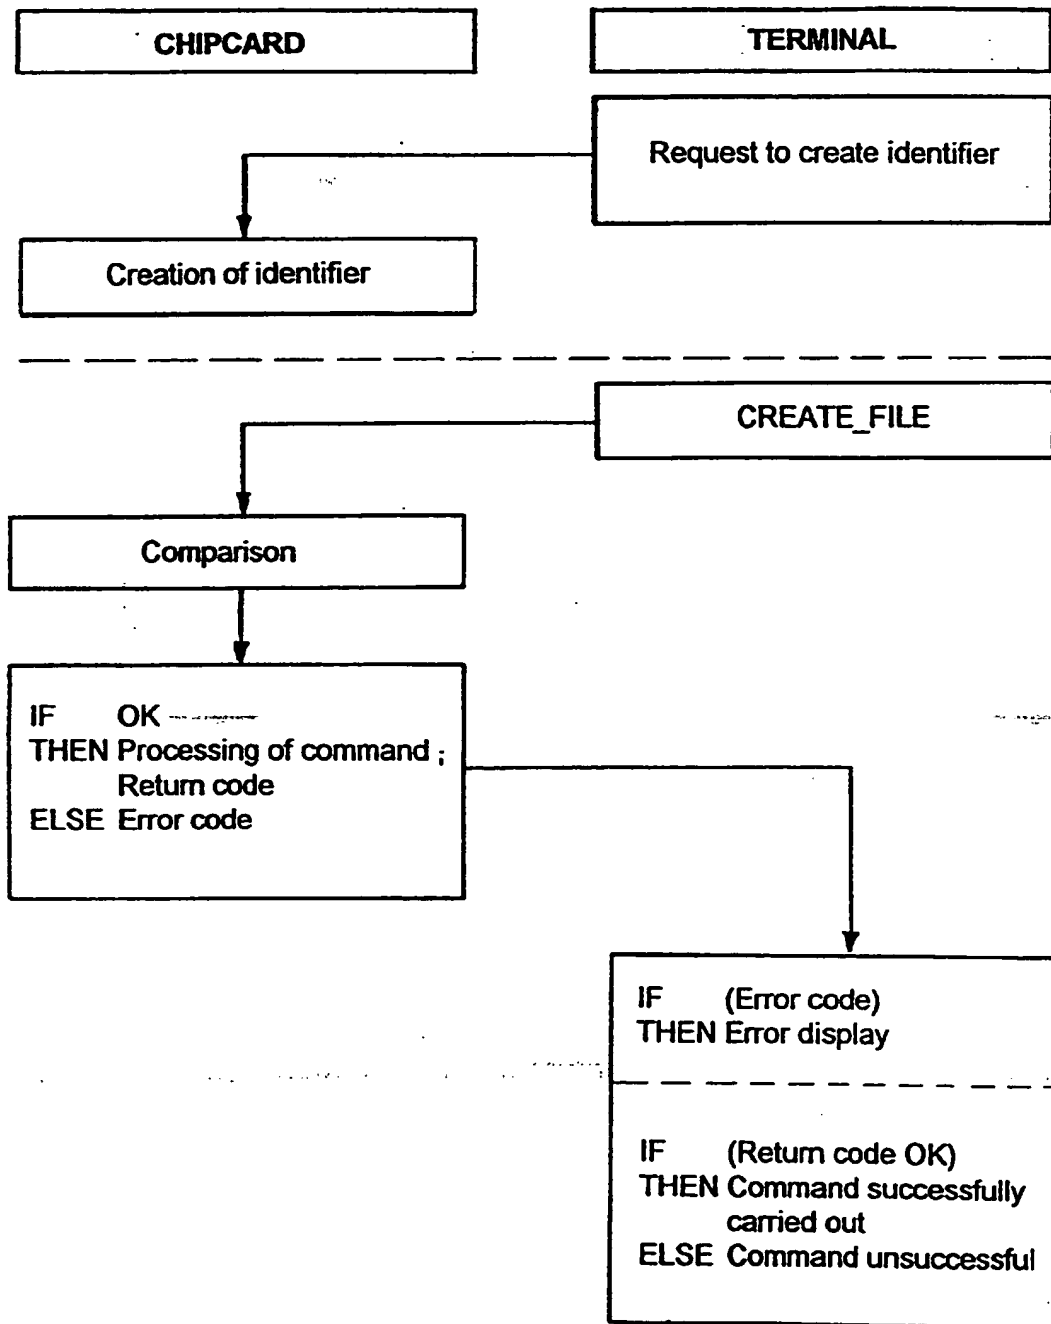 CHIPCARD
TERMINAL
Request to create identifier
Creation of identifier
CREATE_FILE
Comparison
IF OK
THEN Processing of command ;
Return code
ELSE Error code
IF (Error code)
THEN Error display
IF (Return code OK)
THEN Command successfully
carried out
ELSE Command unsuccessful